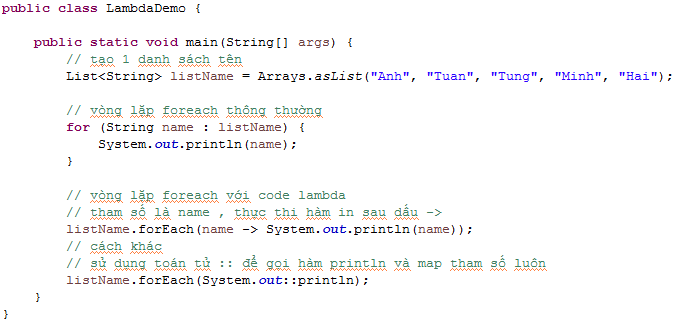 public class LambdaDemo {
public static void main(String[] args) {
// tạo 1 danh sách tên
List<String> listName = Arrays.asList("Anh", "Tuan", "Tung", "Minh", "Hai");
// vòng lặp foreach thông thường
for (String name : listName) {
System.out.println(name);
}
// vòng lặp foreach với code lambda
// tham số là name , thực thi hàm in sau dấu ->
listName.forEach(name -> System.out.println(name));
// cách khác
// sử dung toán tử :: để gọi hàm println và map tham số luôn
listName.forEach(System.out::println);
}
}